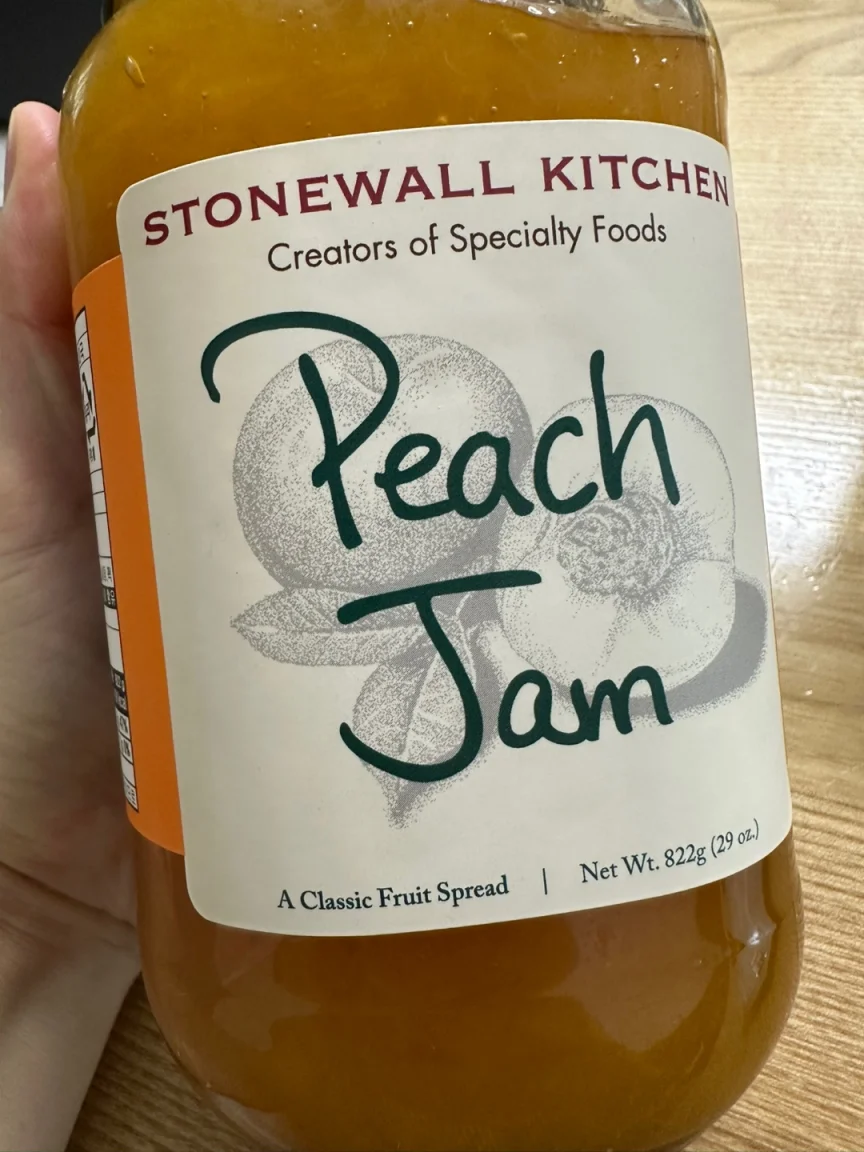 STONEWALL KITCHEN
Creators of Specialty Foods
Peach
Jam
A Classic Fruit Spread | Net Wt. 822g (29 oz.)